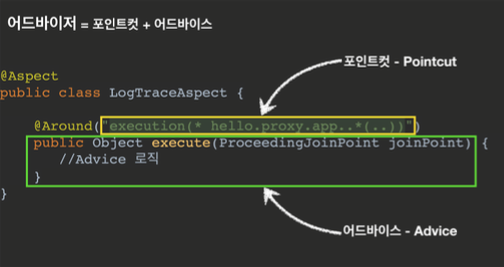 어드바이저 = 포인트컷 + 어드바이스
포인트컷 - Pointcut
@Aspect
public class LogTraceAspect {
@Around("execution(* hello.proxy.app..*(..))")
public Object execute(ProceedingJoinPoint joinPoint) {
//Advice 로직
}
}
어드바이스 - Advice